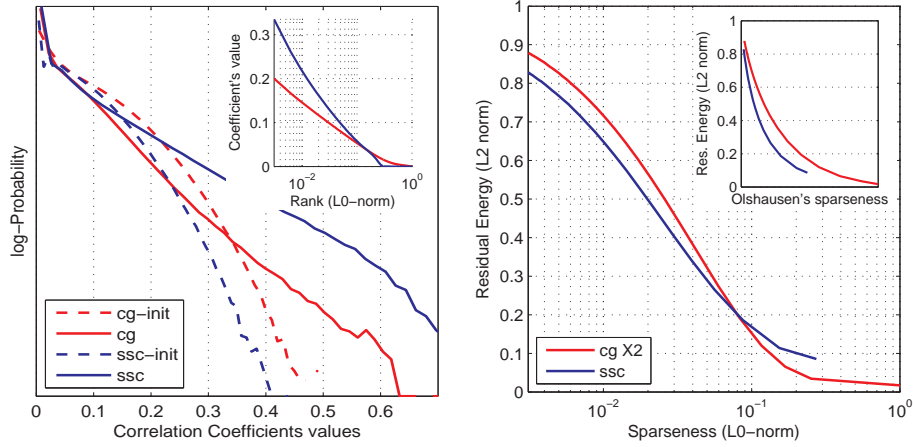 log−Probability
0
0.1
0.2
0.3
0.4
0.5
0.6
Correlation Coefficients values
cg−init
cg
ssc−init
ssc
Coefficient's value
0.3
0.2
0.1
0
10−2
100
Rank (L0−norm)
Residual Energy (L2 norm)
1
0.9
0.8
0.7
0.6
0.5
0.4
0.3
0.2
0.1
0
10−2
10−1
100
Sparseness (L0−norm)
cg X2
ssc
Res. Energy (L2 norm)
1
0.8
0.6
0.4
0.2
0
Olshausen's sparseness